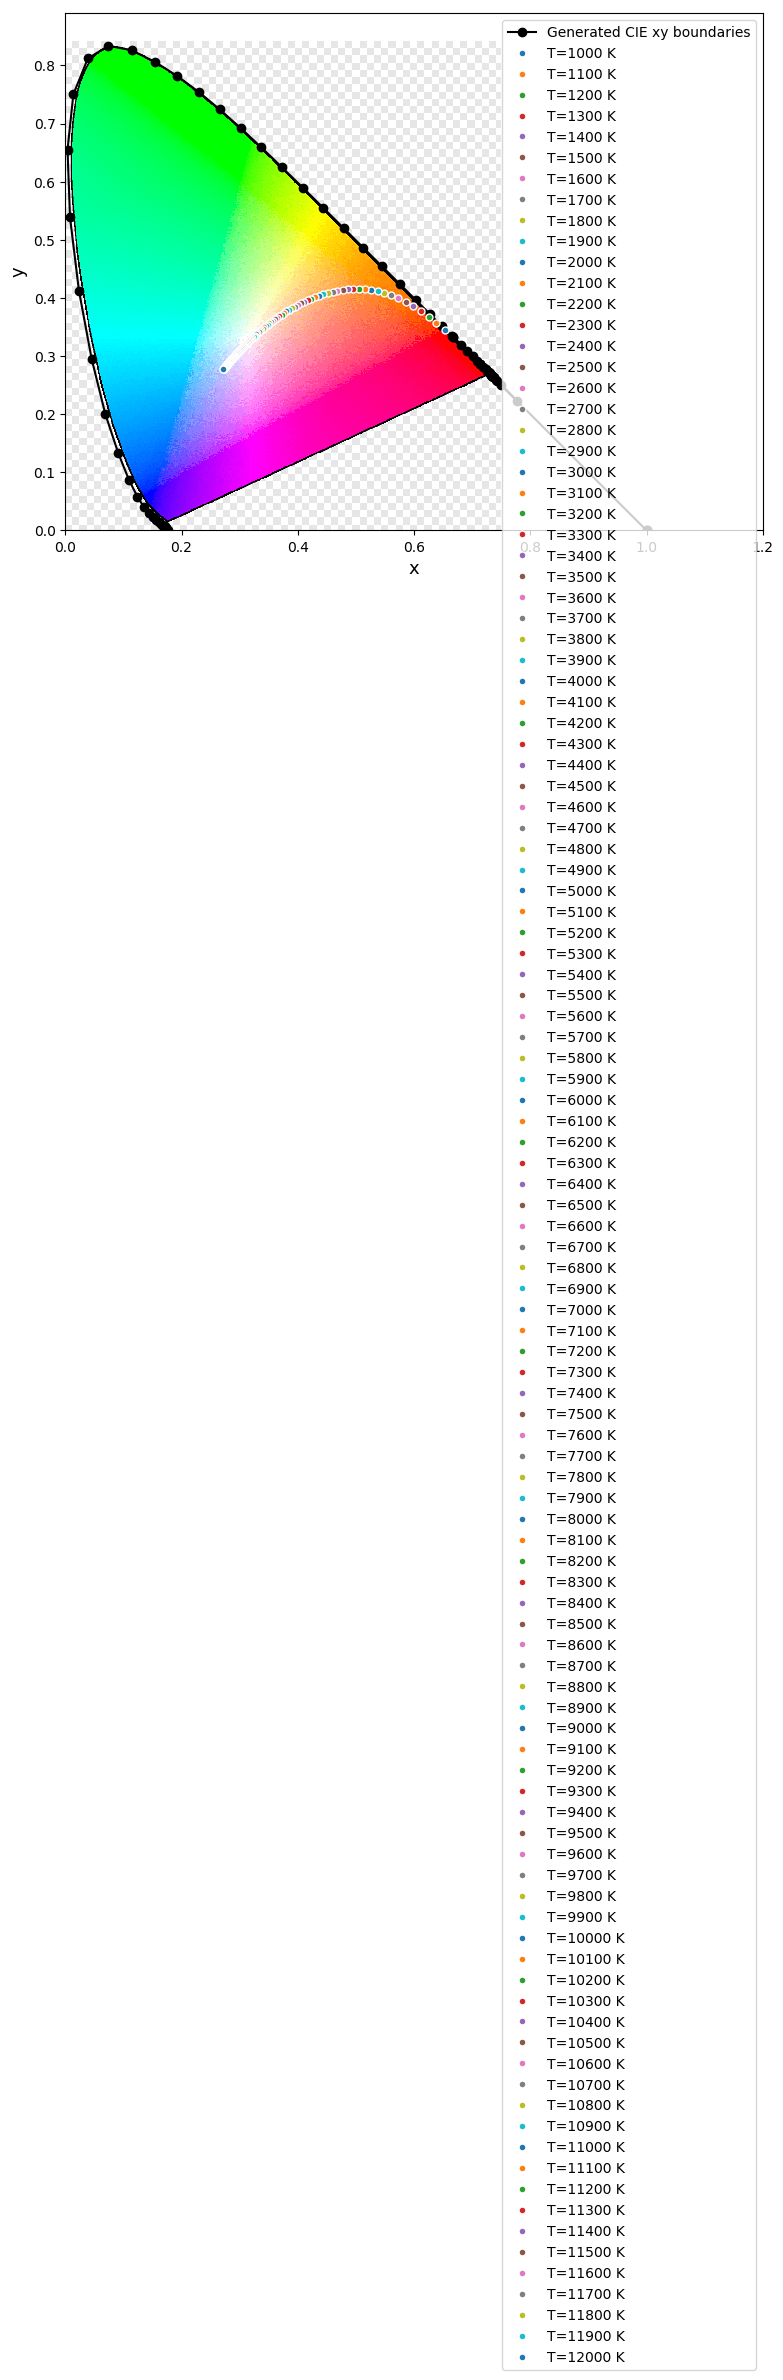 Generated CIE xy boundaries
T=1000 K
T=1100 K
T=1200 K
T=1300 K
T=1400 K
T=1500 K
T=1600 K
T=1700 K
T=1800 K
T=1900 K
T=2000 K
T=2100 K
T=2200 K
T=2300 K
T=2400 K
T=2500 K
T=2600 K
T=2700 K
T=2800 K
T=2900 K
T=3000 K
T=3100 K
T=3200 K
T=3300 K
T=3400 K
T=3500 K
T=3600 K
T=3700 K
T=3800 K
T=3900 K
T=4000 K
T=4100 K
T=4200 K
T=4300 K
T=4400 K
T=4500 K
T=4600 K
T=4700 K
T=4800 K
T=4900 K
T=5000 K
T=5100 K
T=5200 K
T=5300 K
T=5400 K
T=5500 K
T=5600 K
T=5700 K
T=5800 K
T=5900 K
T=6000 K
T=6100 K
T=6200 K
T=6300 K
T=6400 K
T=6500 K
T=6600 K
T=6700 K
T=6800 K
T=6900 K
T=7000 K
T=7100 K
T=7200 K
T=7300 K
T=7400 K
T=7500 K
T=7600 K
T=7700 K
T=7800 K
T=7900 K
T=8000 K
T=8100 K
T=8200 K
T=8300 K
T=8400 K
T=8500 K
T=8600 K
T=8700 K
T=8800 K
T=8900 K
T=9000 K
T=9100 K
T=9200 K
T=9300 K
T=9400 K
T=9500 K
T=9600 K
T=9700 K
T=9800 K
T=9900 K
T=10000 K
T=10100 K
T=10200 K
T=10300 K
T=10400 K
T=10500 K
T=10600 K
T=10700 K
T=10800 K
T=10900 K
T=11000 K
T=11100 K
T=11200 K
T=11300 K
T=11400 K
T=11500 K
T=11600 K
T=11700 K
T=11800 K
T=11900 K
T=12000 K
0.8
0.7
0.6
0.5
0.4
0.3
0.2
0.1
0.0
y
0.0 0.2 0.4 0.6 0.8 1.0 1.2
x